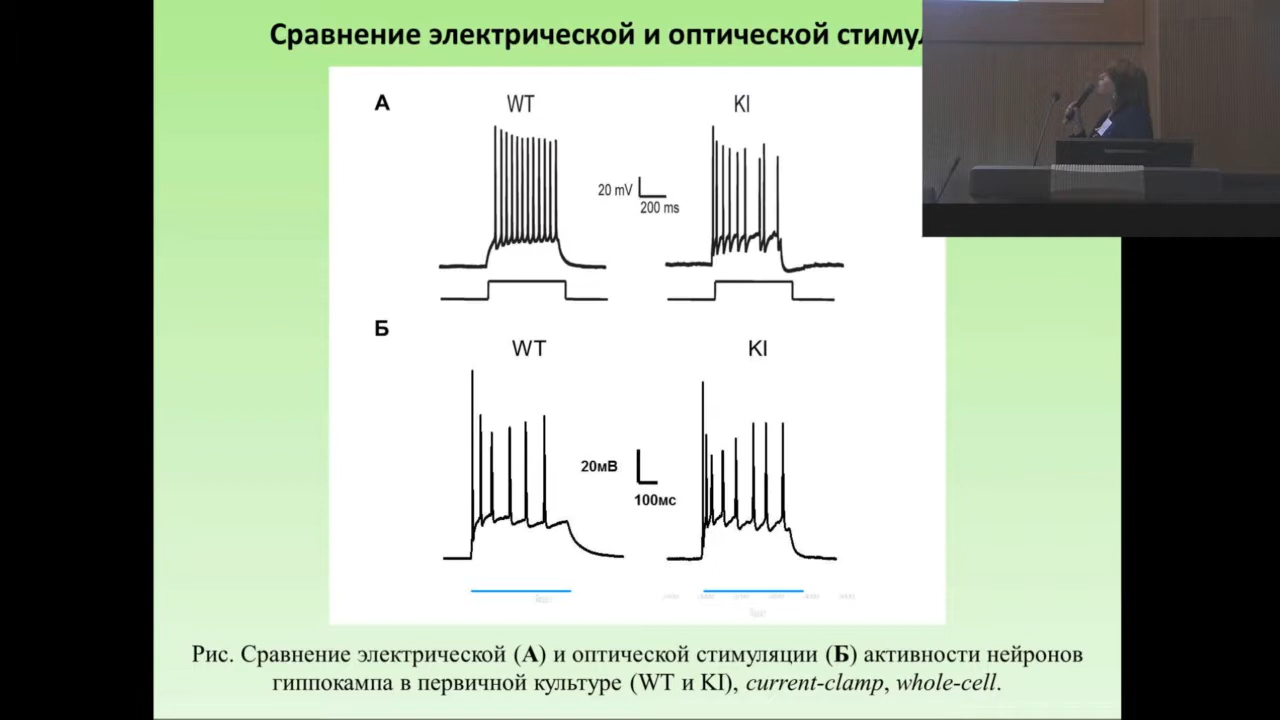 Сравнение электрической и оптической стиму
А
WT
KI
20 mV
200 ms
Б
WT
KI
20мВ
100мс
Рис. Сравнение электрической (А) и оптической стимуляции (Б) активности нейронов
гиппокампа в первичной культуре (WT и KI), current-clamp, whole-cell.